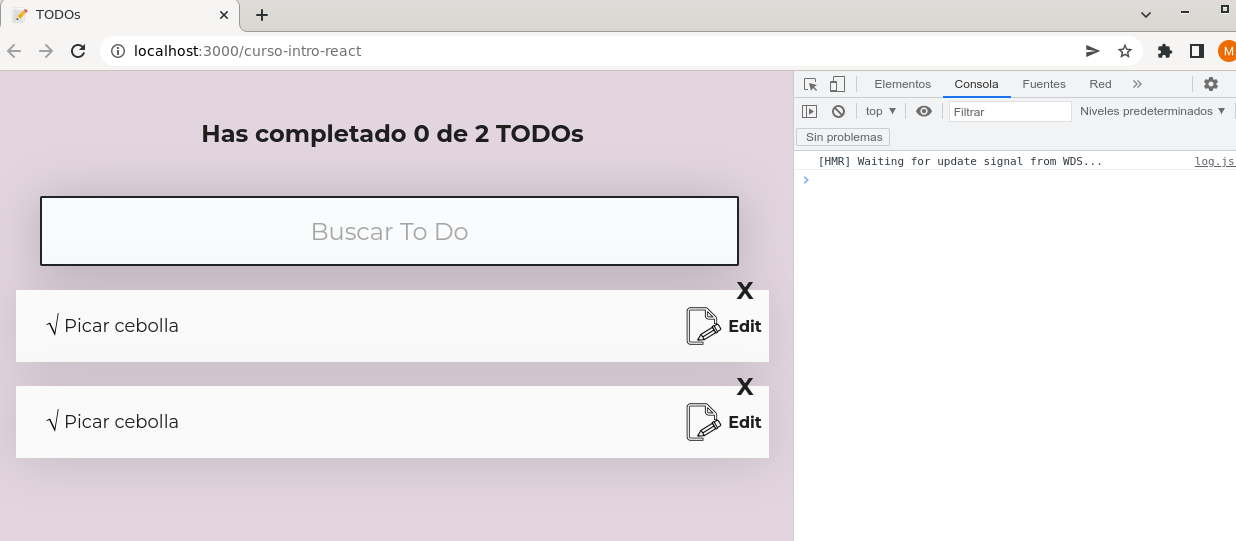 TODOs
localhost:3000/curso-intro-react
M
Has completado 0 de 2 TODOs
Buscar To Do
X
√ Picar cebolla
Edit
X
√ Picar cebolla
Edit
Elementos Consola Fuentes Red
top Filtrar Niveles predeterminados
Sin problemas
[HMR] Waiting for update signal from WDS... log.js